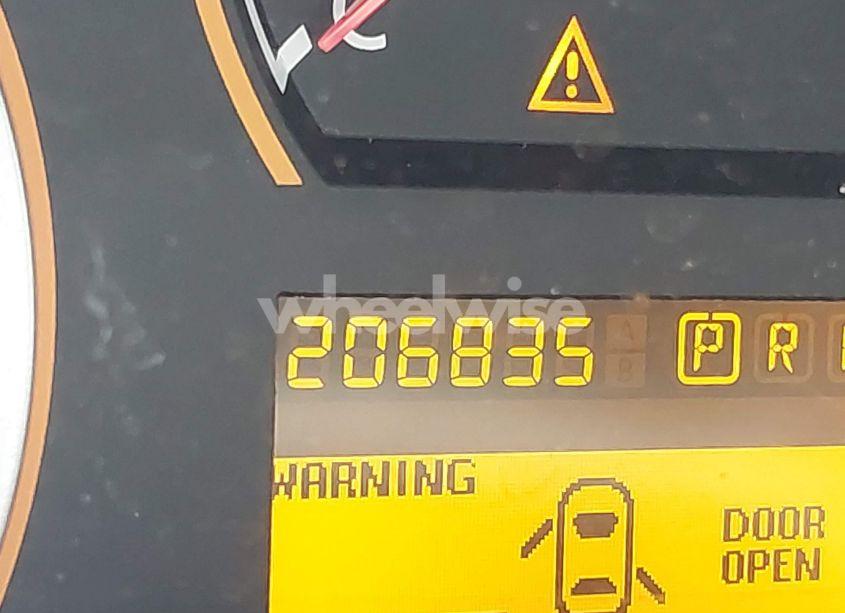 C
wheelwise
206835 A P R
B
WARNING
DOOR
OPEN